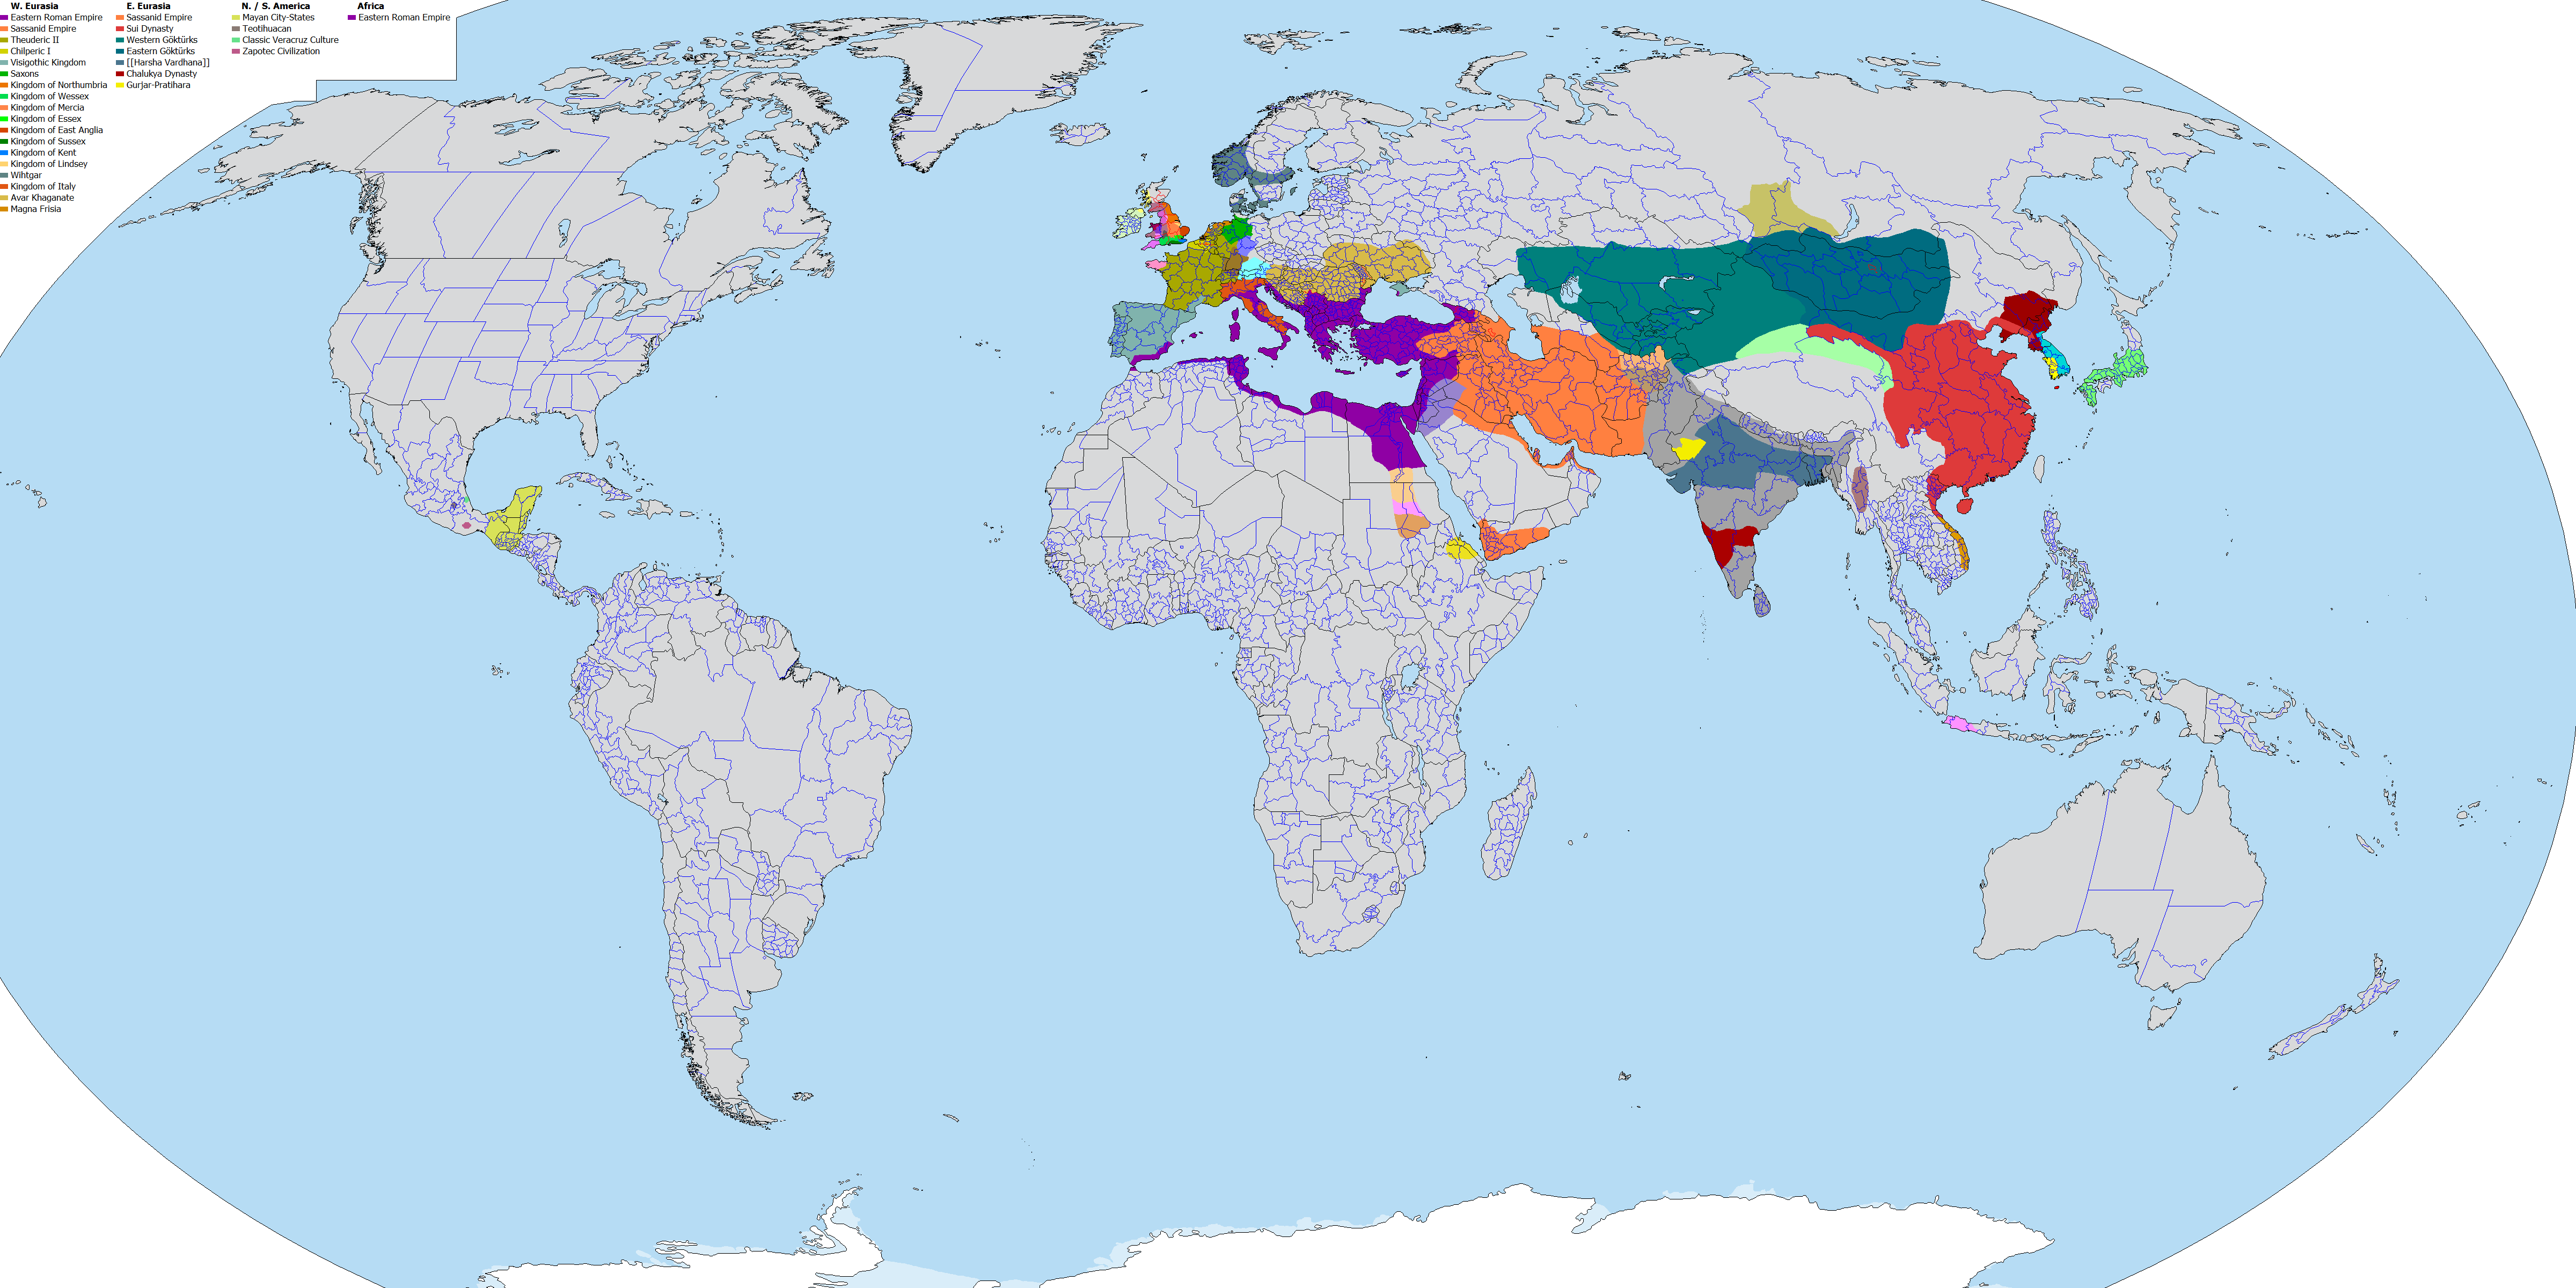 W. Eurasia
Eastern Roman Empire
Sassanid Empire
Theuderic II
Chilperic I
Visigothic Kingdom
Saxons
Kingdom of Northumbria
Kingdom of Wessex
Kingdom of Mercia
Kingdom of Essex
Kingdom of East Anglia
Kingdom of Sussex
Kingdom of Kent
Kingdom of Lindsey
Wihtgar
Kingdom of Italy
Avar Khaganate
Magna Frisia
E. Eurasia
Sassanid Empire
Sui Dynasty
Western Göktürks
Eastern Göktürks
[[Harsha Vardhana]]
Chalukya Dynasty
Gurjar-Pratihara
N. / S. America
Mayan City-States
Teotihuacan
Classic Veracruz Culture
Zapotec Civilization
Africa
Eastern Roman Empire